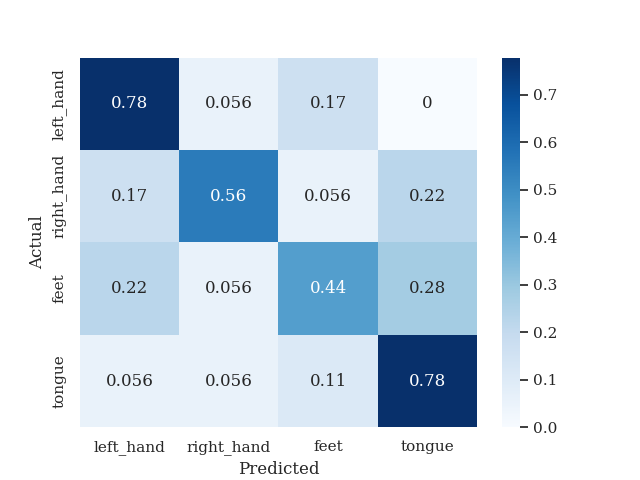 Actual
left_hand
0.78 0.056 0.17 0
right_hand
0.17 0.56 0.056 0.22
feet
0.22 0.056 0.44 0.28
tongue
0.056 0.056 0.11 0.78
left_hand right_hand feet tongue
Predicted
0.7
0.6
0.5
0.4
0.3
0.2
0.1
0.0